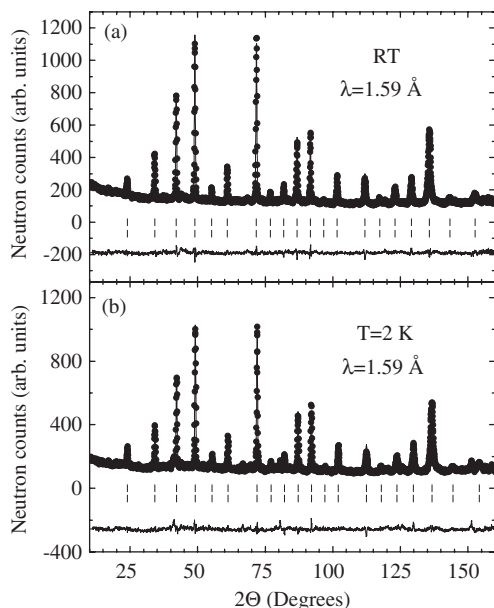 1200
(a)
RT
1000
λ=1.59 Å
800
600
400
200
0
-200
Neutron counts (arb. units)
1200
(b)
T=2 K
λ=1.59 Å
800
400
0
-400
Neutron counts (arb. units)
25 50 75 100 125 150
2Θ (Degrees)